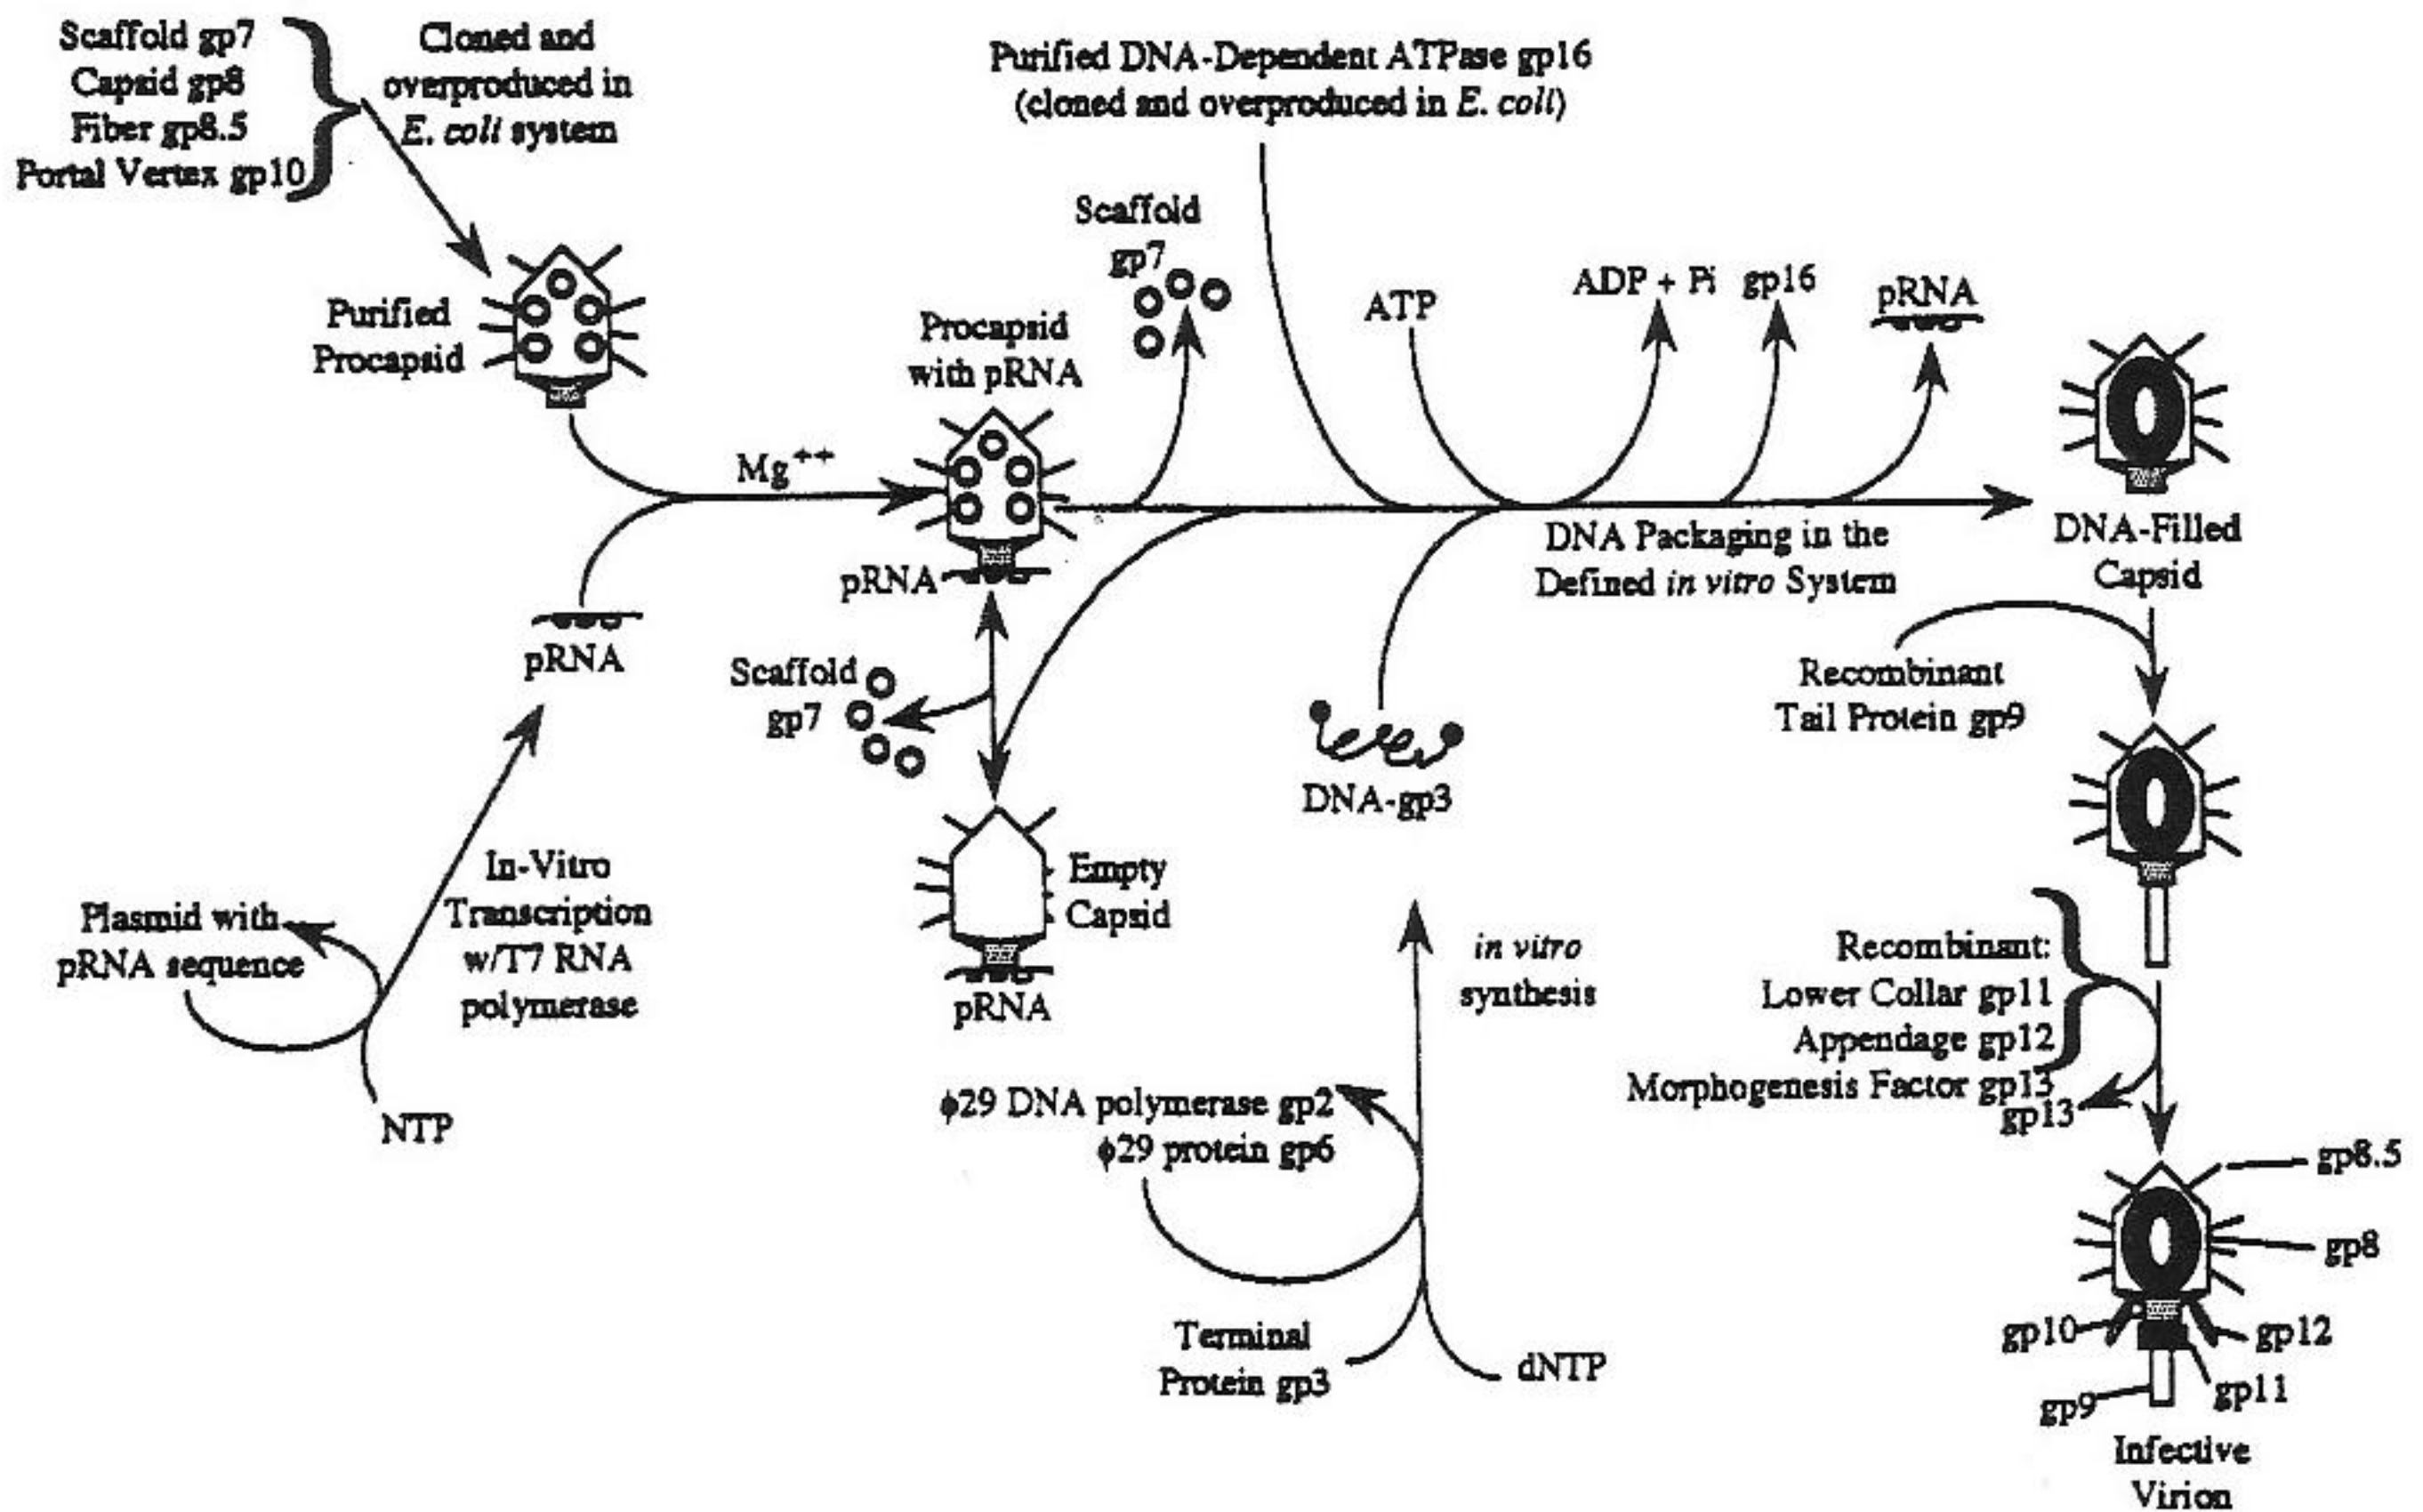 Scaffold gp7
Capsid gp8
Fiber gp8.5
Portal Vertex gp10
Cloned and
overproduced in
E. coli system
Purified DNA-Dependent ATPase gp16
(cloned and overproduced in E. coli)
Purified
Procapsid
Mg++
pRNA
Procapsid
with pRNA
pRNA
Scaffold
gp7
ATP
ADP + Pi
gp16
pRNA
DNA Packaging in the
Defined in vitro System
DNA-Filled
Capsid
Scaffold
gp7
Empty
Capsid
pRNA
DNA-gp3
Recombinant
Tail Protein gp9
Plasmid with
pRNA sequence
In-Vitro
Transcription
w/T7 RNA
polymerase
NTP
in vitro
synthesis
ϕ29 DNA polymerase gp2
ϕ29 protein gp6
Terminal
Protein gp3
dNTP
Recombinant:
Lower Collar gp11
Appendage gp12
Morphogenesis Factor gp13
gp13
gp8.5
gp8
gp10
gp12
gp11
gp9
Infective
Virion